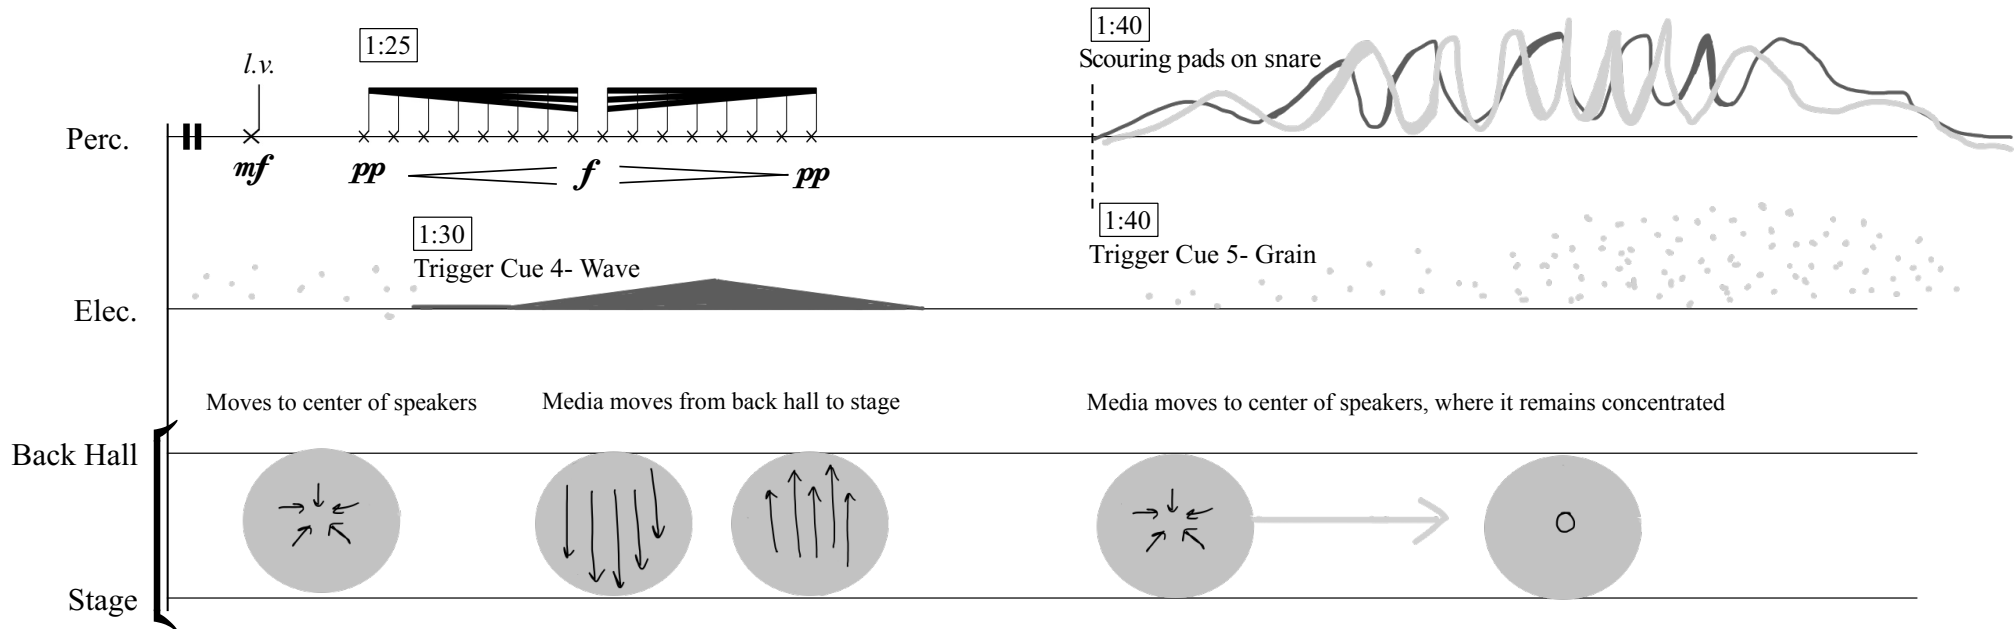 1:25
1:40
l.v.
Scouring pads on snare
Perc.
mf
pp
f
pp
1:30
1:40
Trigger Cue 4- Wave
Trigger Cue 5- Grain
Elec.
Moves to center of speakers
Media moves from back hall to stage
Media moves to center of speakers, where it remains concentrated
Back Hall
Stage